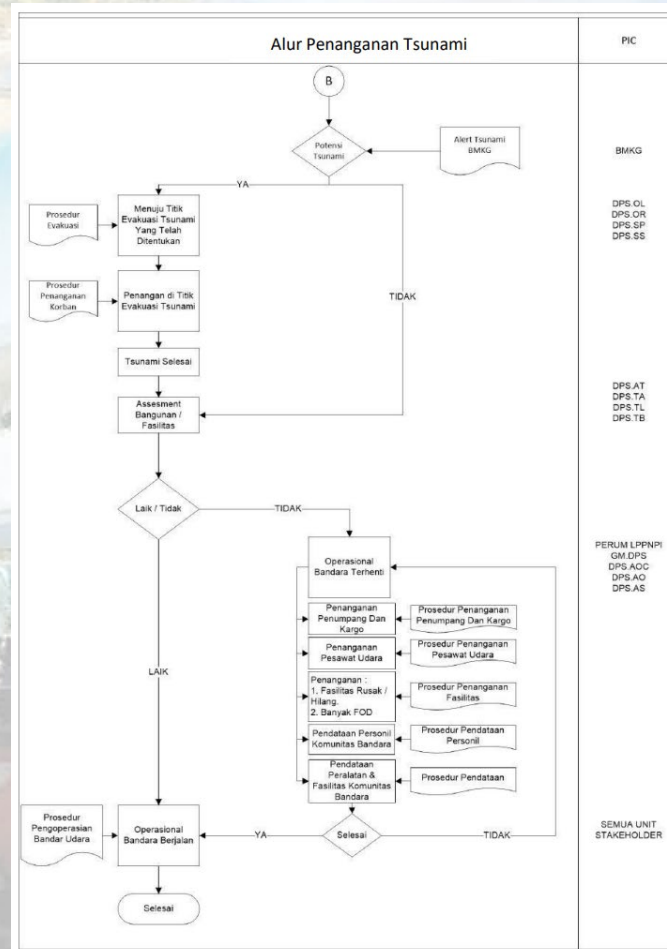 Alur Penanganan Tsunami
PIC
B
Potensi
Tsunami
Alert Tsunami
BMKG
BMKG
YA
Prosedur
Evakuasi
Menuju Titik
Evakuasi Tsunami
Yang Telah
Ditentukan
DPS.OL
DPS.OR
DPS.SP
DPS.SS
Prosedur
Penanganan
Korban
Penangan di Titik
Evakuasi Tsunami
TIDAK
Tsunami Selesai
Assesment
Bangunan /
Fasilitas
DPS.AT
DPS.TA
DPS.TL
DPS.TB
Laik / Tidak
TIDAK
Operasional
Bandara Terhenti
PERUM LPPNPI
GM.DPS
DPS.AOC
DPS.AO
DPS.AS
Penanganan
Penumpang Dan
Kargo
Prosedur Penanganan
Penumpang Dan Kargo
Penanganan
Pesawat Udara
Prosedur Penanganan
Pesawat Udara
LAIK
Penanganan :
1. Fasilitas Rusak /
Hilang.
2. Banyak FOD
Prosedur Penanganan
Fasilitas
Pendataan Personil
Komunitas Bandara
Prosedur Pendataan
Personil
Pendataan
Peralatan &
Fasilitas Komunitas
Bandara
Prosedur Pendataan
Prosedur
Pengoperasian
Bandar Udara
Operasional
Bandara Berjalan
YA
Selesai
TIDAK
SEMUA UNIT
STAKEHOLDER
Selesai